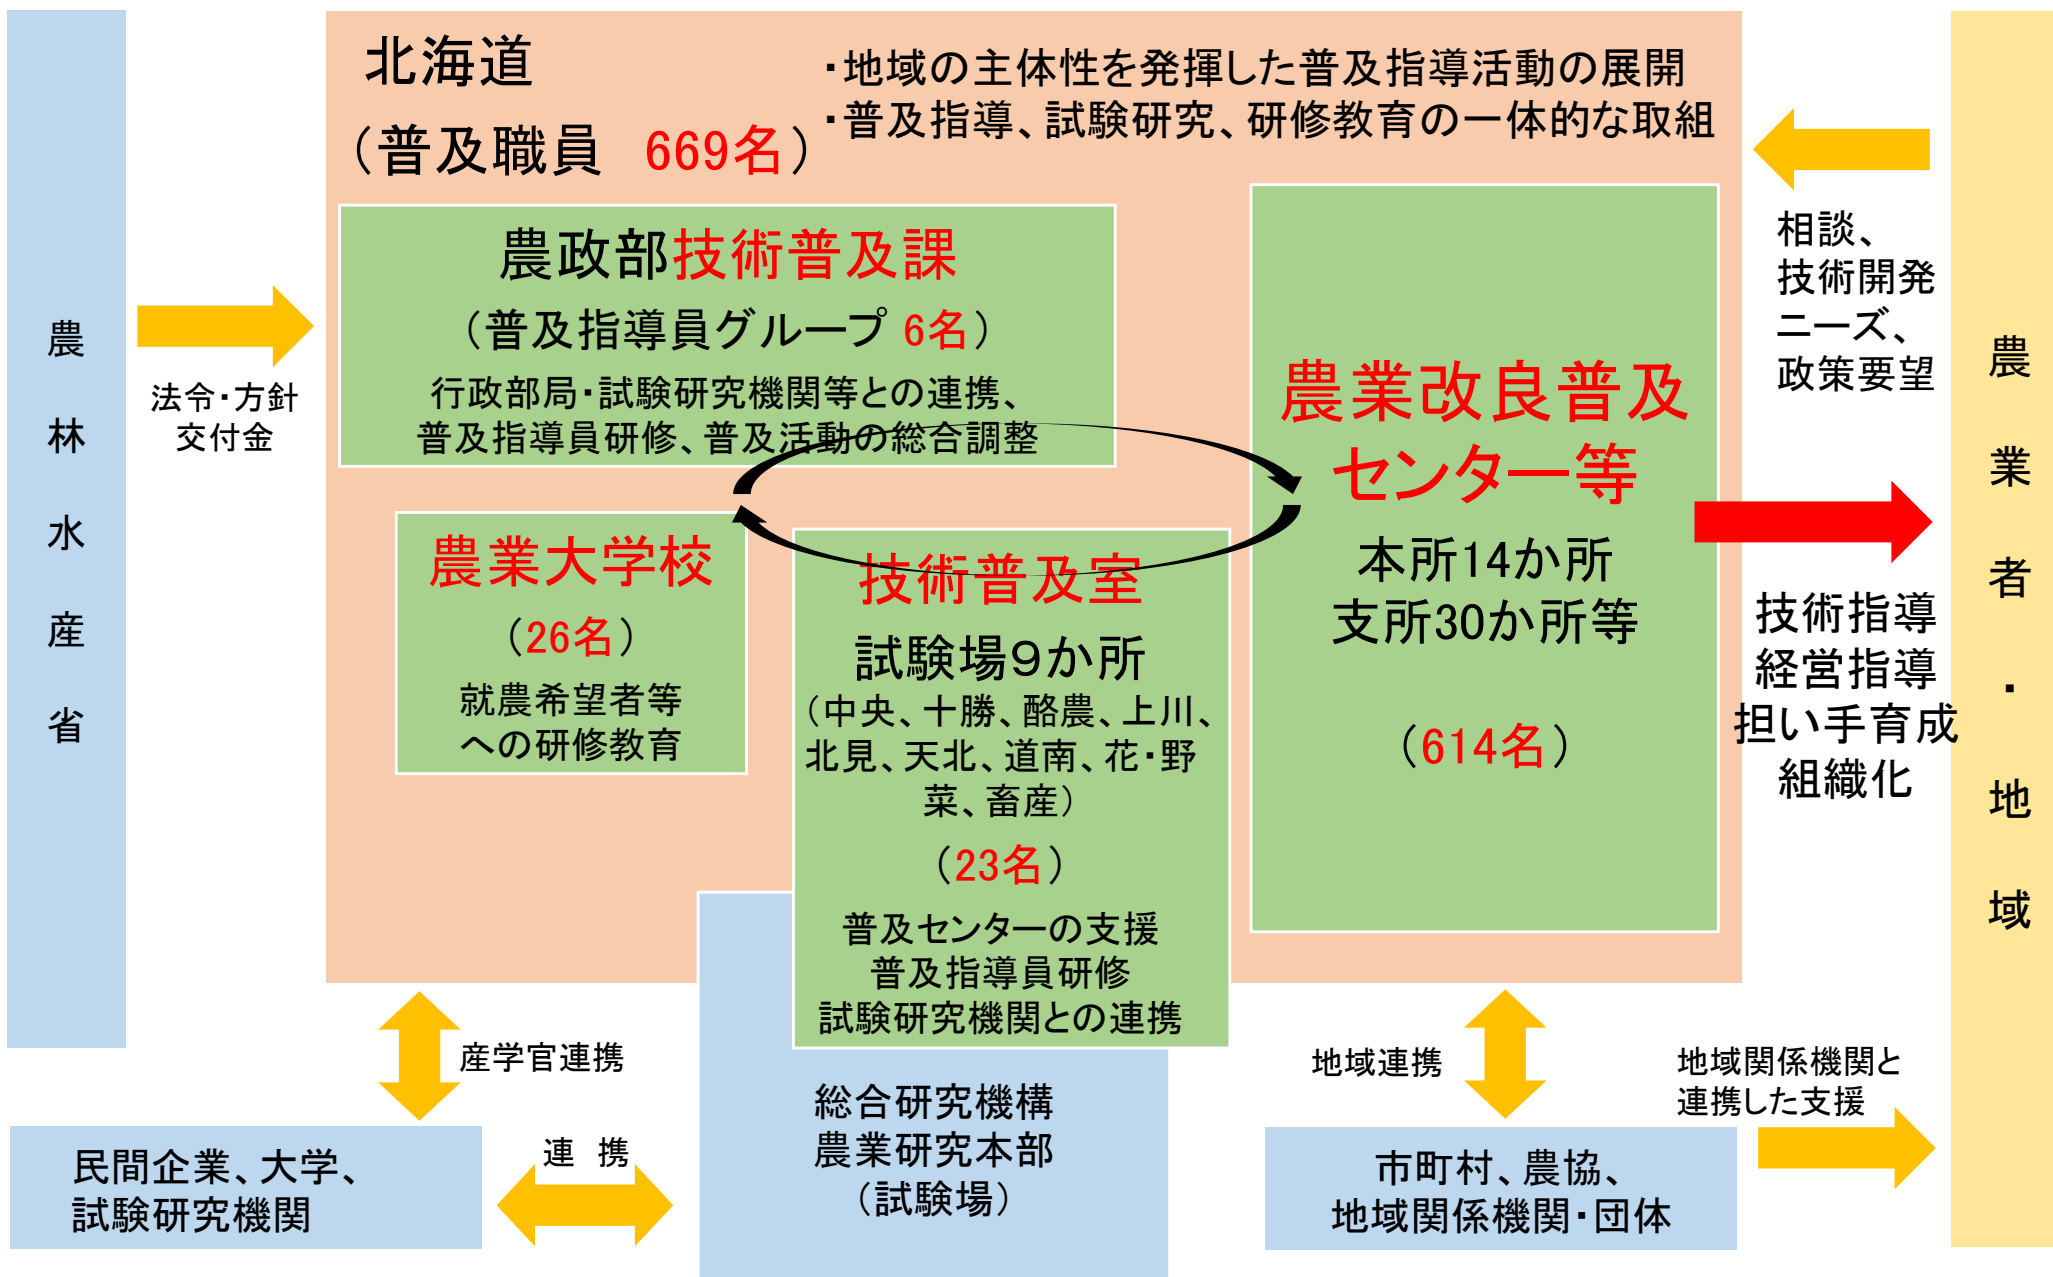 農林水産省
法令・方針
交付金
北海道
（普及職員　669名）
・地域の主体性を発揮した普及指導活動の展開
・普及指導、試験研究、研修教育の一体的な取組
農政部技術普及課
（普及指導員グループ 6名）
行政部局・試験研究機関等との連携、
普及指導員研修、普及活動の総合調整
農業大学校
（26名）
就農希望者等
への研修教育
技術普及室
試験場９か所
（中央、十勝、酪農、上川、
北見、天北、道南、花・野
菜、畜産）
（23名）
普及センターの支援
普及指導員研修
試験研究機関との連携
農業改良普及
センター等
本所14か所
支所30か所等
（614名）
相談、
技術開発
ニーズ、
政策要望
技術指導
経営指導
担い手育成
組織化
農業者・地域
産学官連携
民間企業、大学、
試験研究機関
連　携
総合研究機構
農業研究本部
（試験場）
地域連携
市町村、農協、
地域関係機関・団体
地域関係機関と
連携した支援